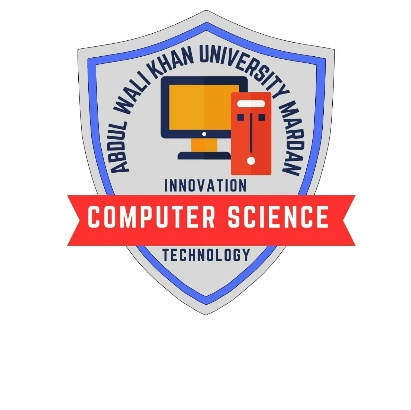 ABDUL WALI KHAN UNIVERSITY MARDAN
INNOVATION
COMPUTER SCIENCE
TECHNOLOGY